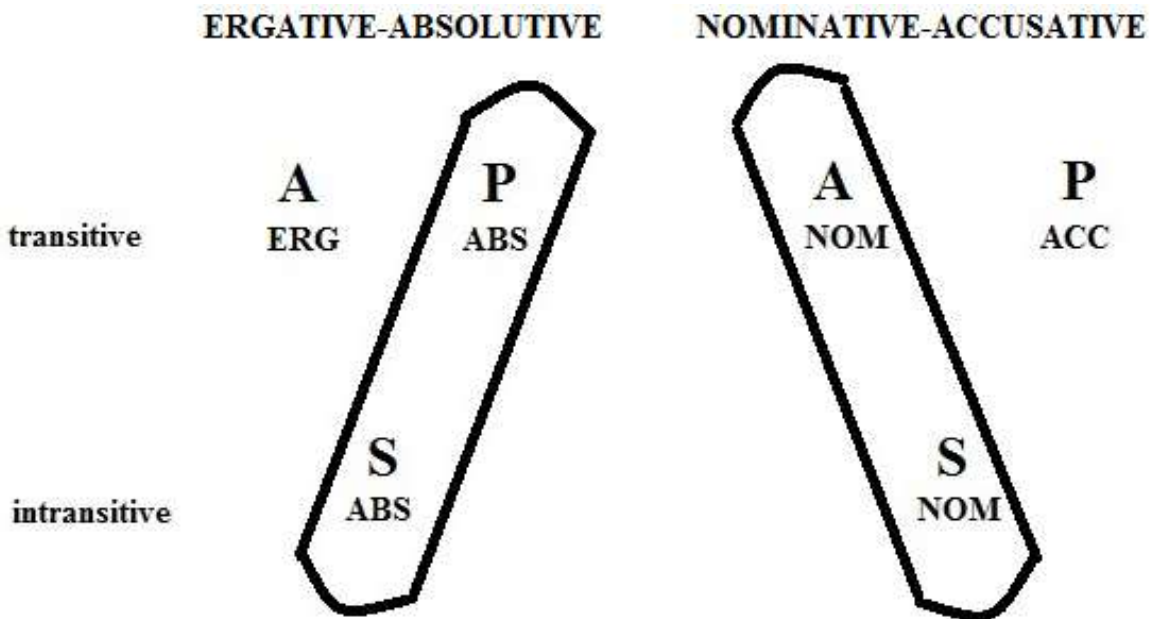 ERGATIVE-ABSOLUTIVE NOMINATIVE-ACCUSATIVE
A P A P
transitive ERG ABS NOM ACC
S S
intransitive ABS NOM